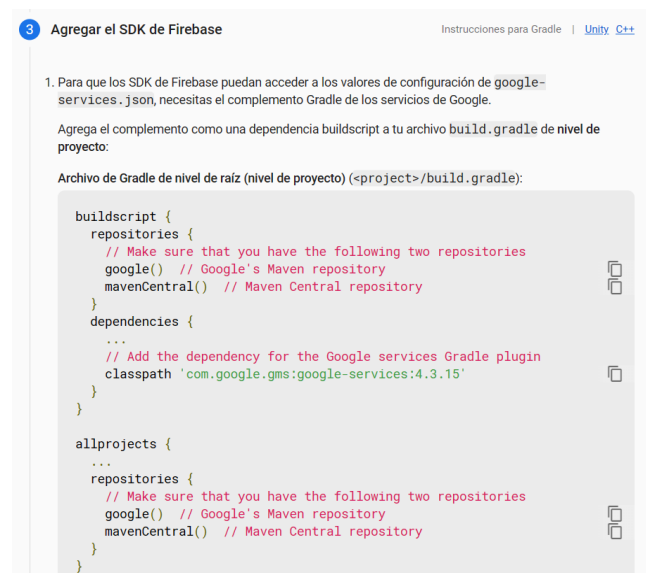 3 Agregar el SDK de Firebase Instrucciones para Gradle | Unity C++
1. Para que los SDK de Firebase puedan acceder a los valores de configuración de google-
services.json, necesitas el complemento Gradle de los servicios de Google.
Agrega el complemento como una dependencia buildscript a tu archivo build.gradle de nivel de
proyecto:
Archivo de Gradle de nivel de raíz (nivel de proyecto) (<project>/build.gradle):
buildscript {
  repositories {
    // Make sure that you have the following two repositories
    google()  // Google's Maven repository
    mavenCentral()  // Maven Central repository
  }
  dependencies {
    ...
    // Add the dependency for the Google services Gradle plugin
    classpath 'com.google.gms:google-services:4.3.15'
  }
}
allprojects {
  ...
  repositories {
    // Make sure that you have the following two repositories
    google()  // Google's Maven repository
    mavenCentral()  // Maven Central repository
  }
}